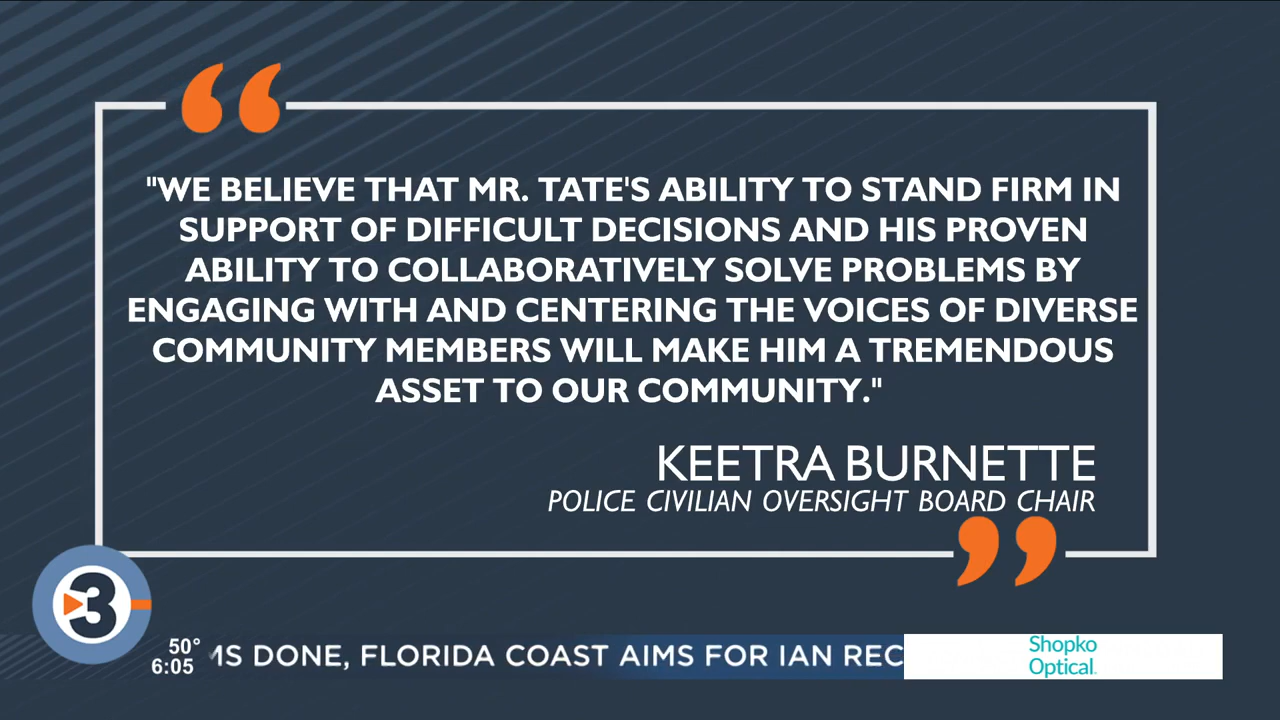 "WE BELIEVE THAT MR. TATE'S ABILITY TO STAND FIRM IN
SUPPORT OF DIFFICULT DECISIONS AND HIS PROVEN
ABILITY TO COLLABORATIVELY SOLVE PROBLEMS BY
ENGAGING WITH AND CENTERING THE VOICES OF DIVERSE
COMMUNITY MEMBERS WILL MAKE HIM A TREMENDOUS
ASSET TO OUR COMMUNITY."
KEETRA BURNETTE
POLICE CIVILIAN OVERSIGHT BOARD CHAIR
3
50°
6:05
DONE, FLORIDA COAST AIMS FOR IAN
Shopko
Optical